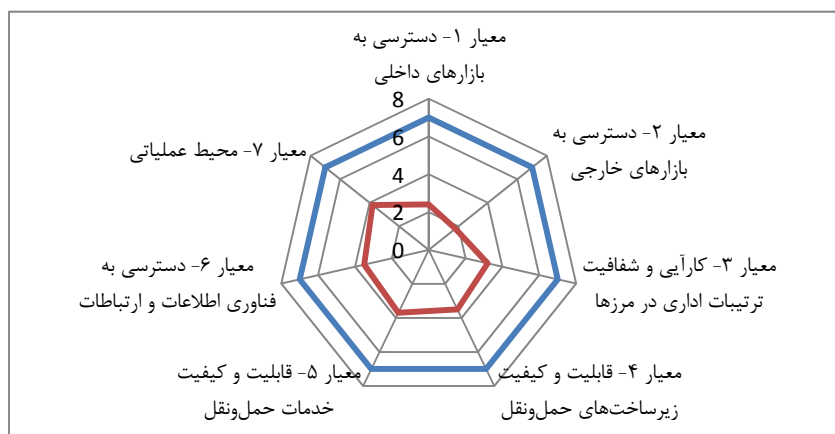 معیار ۱- دسترسی به
بازارهای داخلی
معیار ۲- دسترسی به
بازارهای خارجی
معیار ۳- کارآیی و شفافیت
ترتیبات اداری در مرزها
معیار ۴- قابلیت و کیفیت
زیرساخت‌های حمل‌ونقل
معیار ۵- قابلیت و کیفیت
خدمات حمل‌ونقل
معیار ۶- دسترسی به
فناوری اطلاعات و ارتباطات
معیار ۷- محیط عملیاتی
8
6
4
2
0